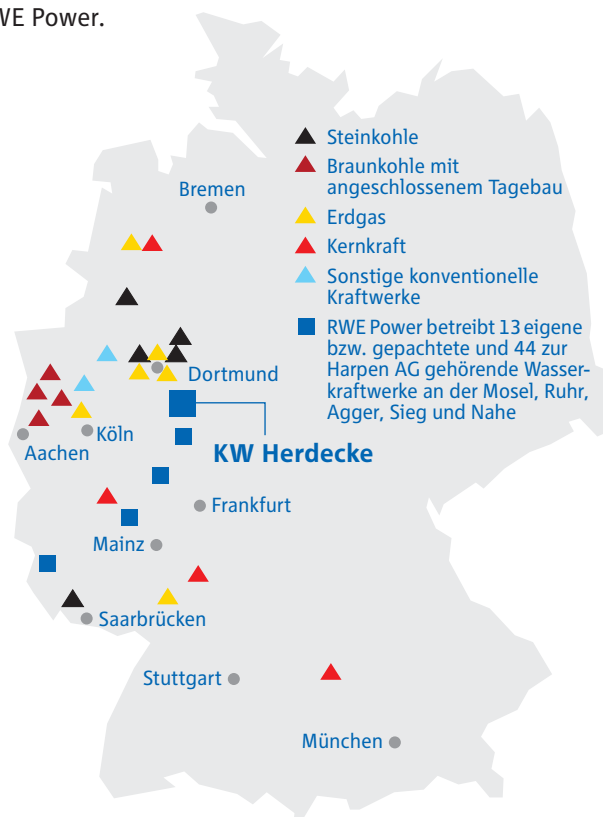 WE Power.
Steinkohle
Braunkohle mit
angeschlossenem Tagebau
Erdgas
Kernkraft
Sonstige konventionelle
Kraftwerke
RWE Power betreibt 13 eigene
bzw. gepachtete und 44 zur
Harpen AG gehörende Wasser-
kraftwerke an der Mosel, Ruhr,
Agger, Sieg und Nahe
Bremen
Dortmund
Köln
Aachen
KW Herdecke
Frankfurt
Mainz
Saarbrücken
Stuttgart
München